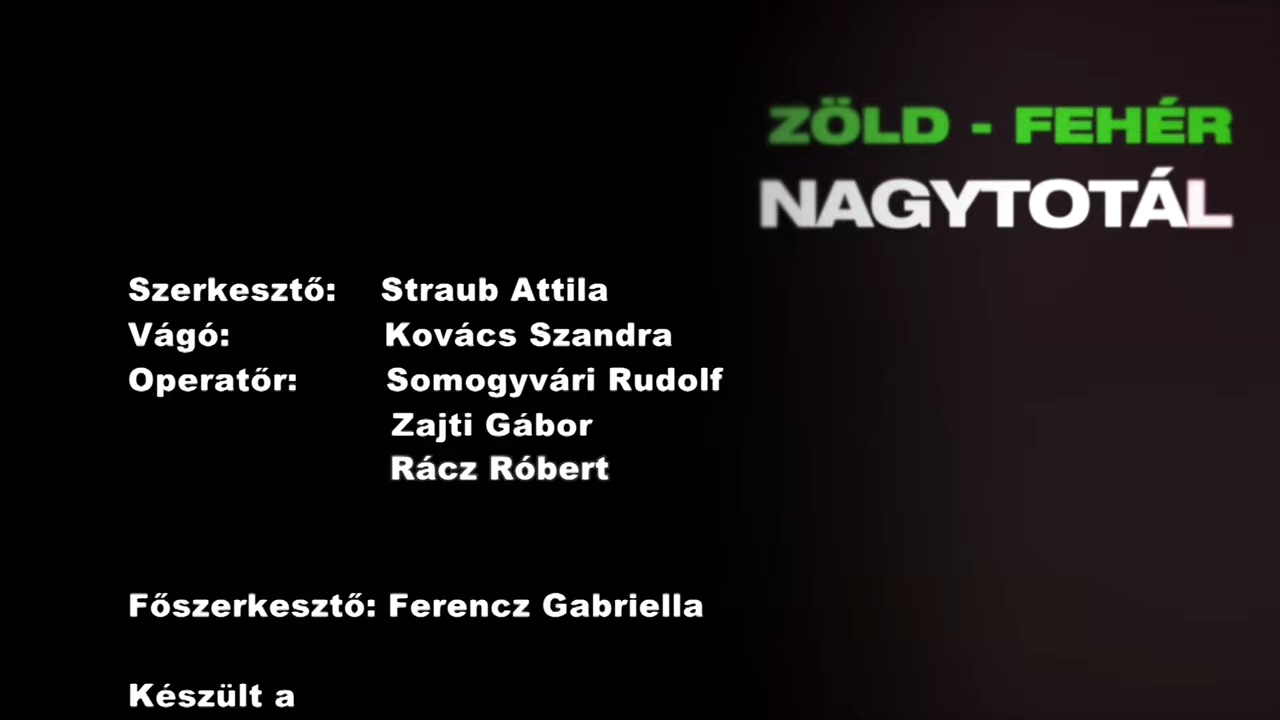 ZÖLD - FEHÉR
NAGYTOTÁL
Szerkesztő: Straub Attila
Vágó: Kovács Szandra
Operatőr: Somogyvári Rudolf
Zajti Gábor
Rácz Róbert
Főszerkesztő: Ferencz Gabriella
Készült a